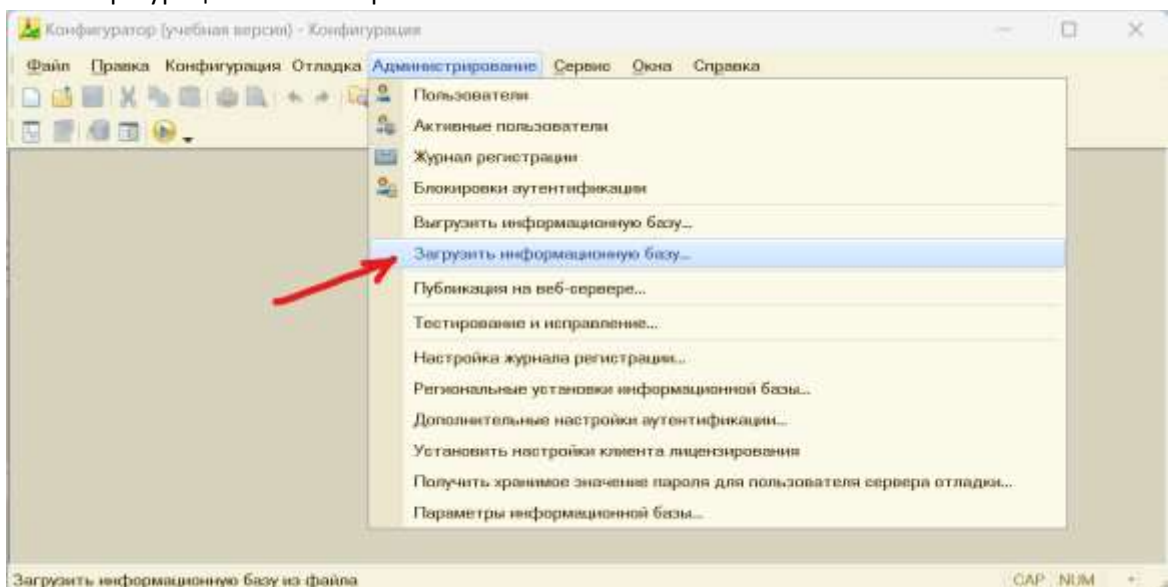 Конфигуратор (учебная версия) - Конфигурация
Файл Правка Конфигурация Отладка Администрирование Сервис Окна Справка
Пользователи
Активные пользователи
Журнал регистрации
Блокировки аутентификации
Выгрузить информационную базу...
Загрузить информационную базу...
Публикация на веб-сервере...
Тестирование и исправление...
Настройка журнала регистрации...
Региональные установки информационной базы...
Дополнительные настройки аутентификации...
Установить настройки клиента лицензирования
Получить хранимое значение пароля для пользователя сервера отладки...
Параметры информационной базы...
Загрузить информационную базу из файла
CAP NUM